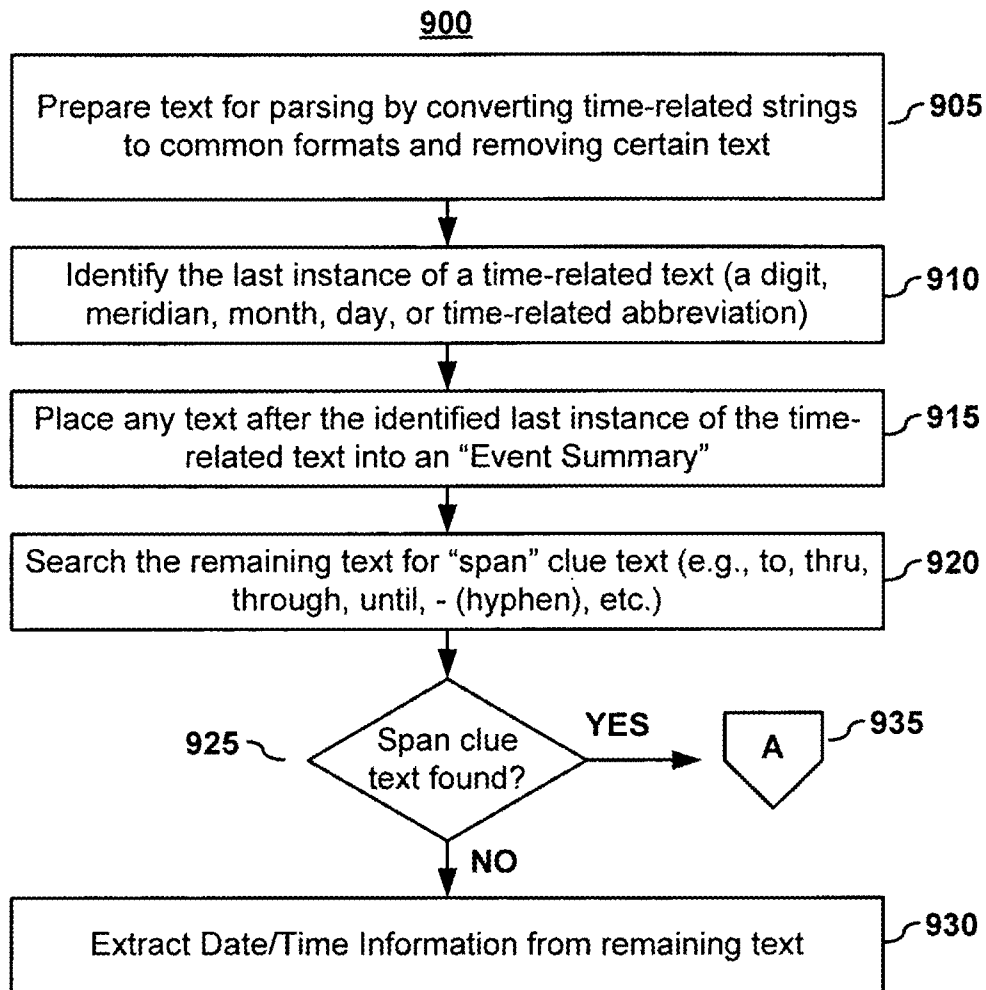 900
Prepare text for parsing by converting time-related strings
to common formats and removing certain text
905
Identify the last instance of a time-related text (a digit,
meridian, month, day, or time-related abbreviation)
910
Place any text after the identified last instance of the time-
related text into an “Event Summary”
915
Search the remaining text for “span” clue text (e.g., to, thru,
through, until, - (hyphen), etc.)
920
925
Span clue
text found?
YES
A
935
NO
Extract Date/Time Information from remaining text
930